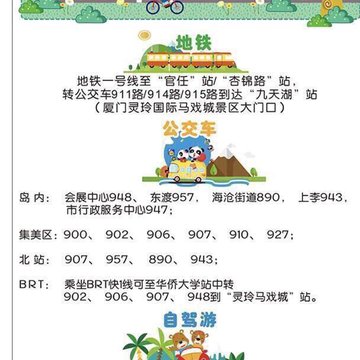 地铁
地铁一号线至“官任”站/“杏锦路”站，
转公交车911路/914路/915路到达“九天湖”站
（厦门灵玲国际马戏城景区大门口）
公交车
岛 内： 会展中心948、 东渡957， 海沧街道890， 上李943，
市行政服务中心947；
集美区：900、 902、 906、 907、 910、 927；
北 站： 907、 957、 890、 943；
BRT： 乘坐BRT快1线可至华侨大学站中转
902、 906、 907、 948到“灵玲马戏城”站。
自驾游